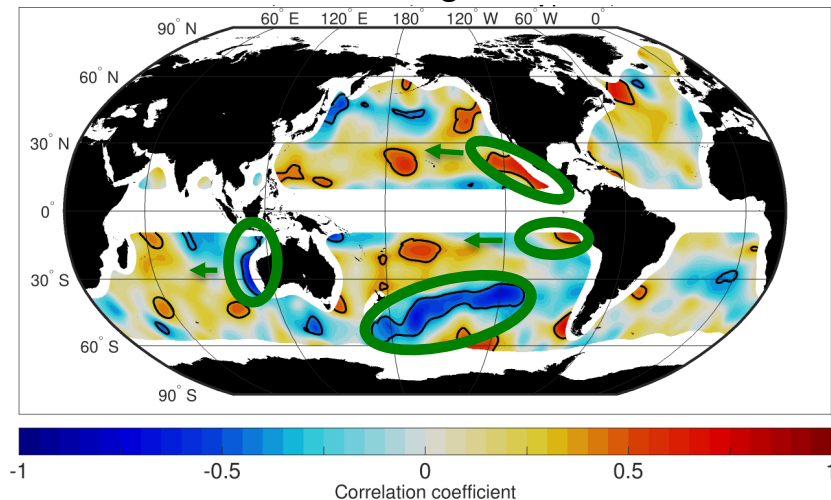 60° E 120° E 180° 120° W 60° W 0°
90° N
60° N
30° N
0°
30° S
60° S
90° S
-1 -0.5 0 0.5 1
Correlation coefficient